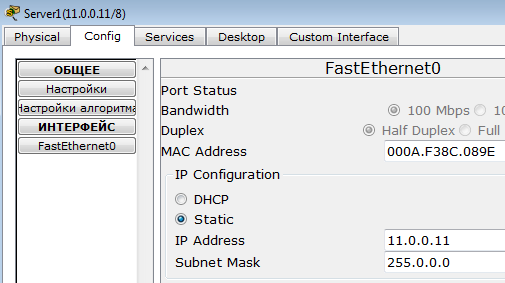 Server1(11.0.0.11/8)
Physical Config Services Desktop Custom Interface
ОБЩЕЕ
Настройки
Настройки алгоритма
ИНТЕРФЕЙС
FastEthernet0
FastEthernet0
Port Status
Bandwidth 100 Mbps 10
Duplex Half Duplex Full
MAC Address 000A.F38C.089E
IP Configuration
DHCP
Static
IP Address 11.0.0.11
Subnet Mask 255.0.0.0